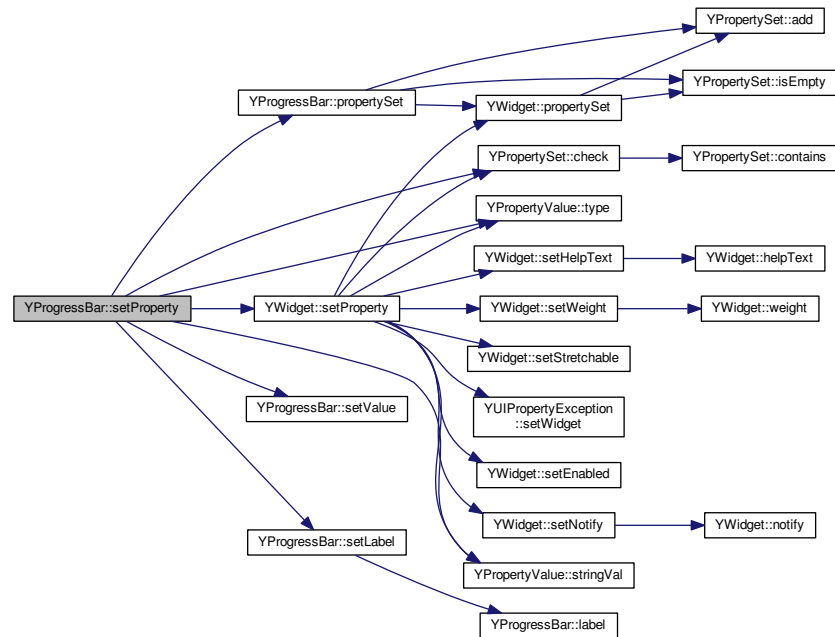 YPropertySet::add
YPropertySet::isEmpty
YProgressBar::propertySet
YWidget::propertySet
YPropertySet::check
YPropertySet::contains
YPropertyValue::type
YWidget::setHelpText
YWidget::helpText
YProgressBar::setProperty
YWidget::setProperty
YWidget::setWeight
YWidget::weight
YWidget::setStretchable
YProgressBar::setValue
YUIPropertyException
::setWidget
YWidget::setEnabled
YWidget::setNotify
YWidget::notify
YProgressBar::setLabel
YPropertyValue::stringVal
YProgressBar::label